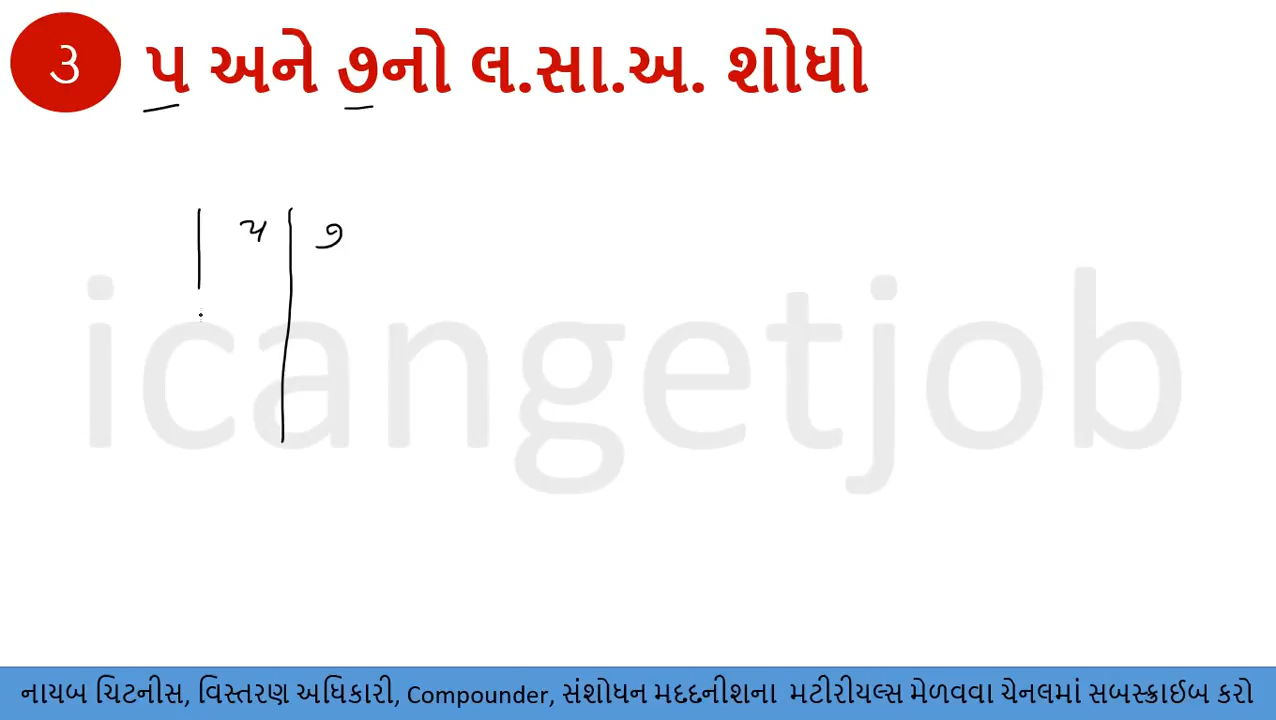 ૩ ૫ અને ૭નો લ.સા.અ. શોધો
૫ ૭
icangetjob
નાયબ ચિટનીસ, વિસ્તરણ અધિકારી, Compounder, સંશોધન મદદનીશના મટીરીયલ્સ મેળવવા ચેનલમાં સબસ્ક્રાઈબ કરો